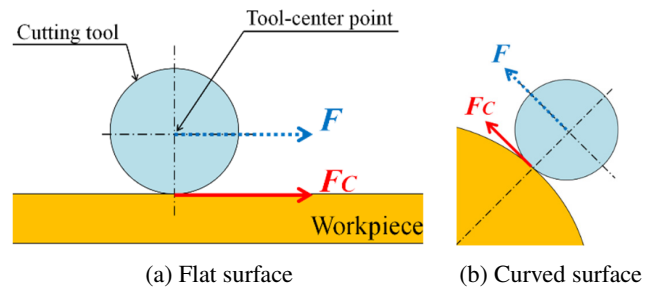 Cutting tool
Tool-center point
F
Fc
Workpiece
(a) Flat surface
F
Fc
(b) Curved surface